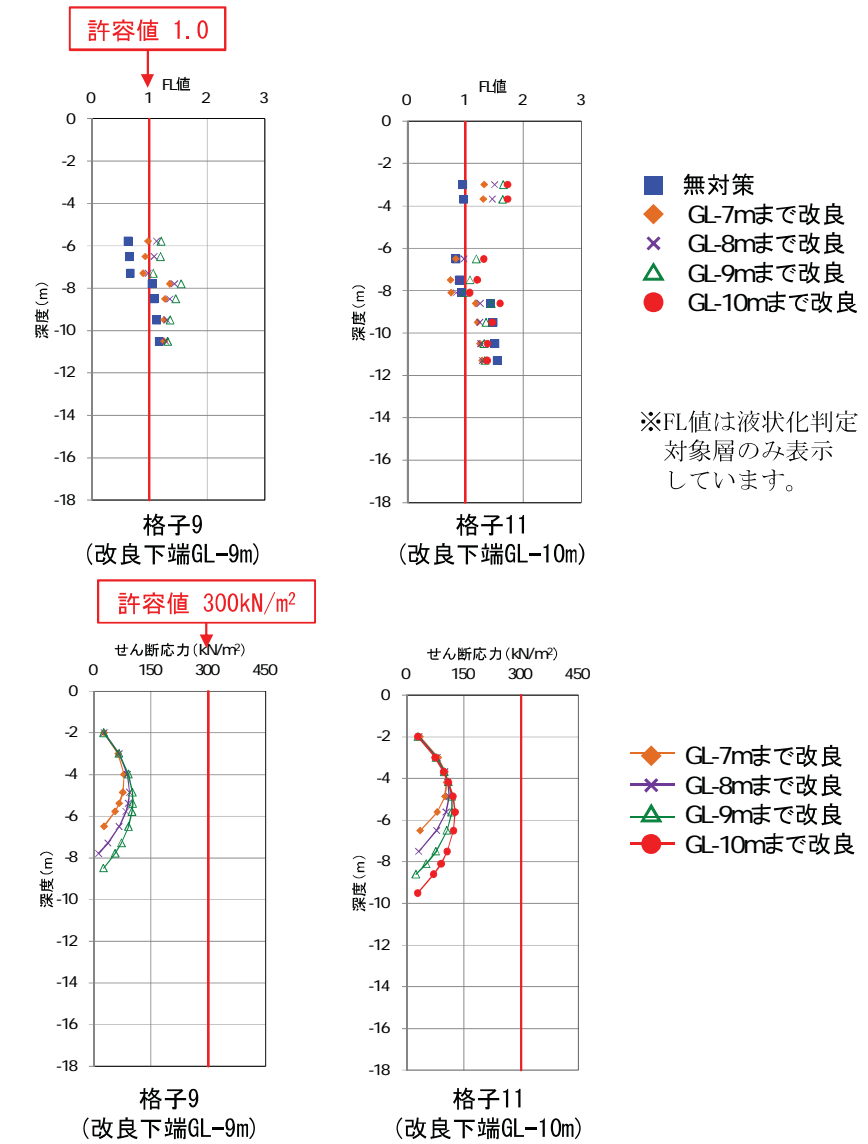 許容値 1.0
FL値
0 1 2 3
0
-2
-4
-6
-8
-10
-12
-14
-16
-18
深度(m)
格子9
(改良下端GL-9m)
FL値
0 1 2 3
0
-2
-4
-6
-8
-10
-12
-14
-16
-18
深度(m)
格子11
(改良下端GL-10m)
無対策
GL-7mまで改良
GL-8mまで改良
GL-9mまで改良
GL-10mまで改良
※FL値は液状化判定
対象層のみ表示
しています。
許容値 300kN/m²
せん断応力(kN/m²)
0 150 300 450
0
-2
-4
-6
-8
-10
-12
-14
-16
-18
深度(m)
格子9
(改良下端GL-9m)
せん断応力(kN/m²)
0 150 300 450
0
-2
-4
-6
-8
-10
-12
-14
-16
-18
深度(m)
格子11
(改良下端GL-10m)
GL-7mまで改良
GL-8mまで改良
GL-9mまで改良
GL-10mまで改良